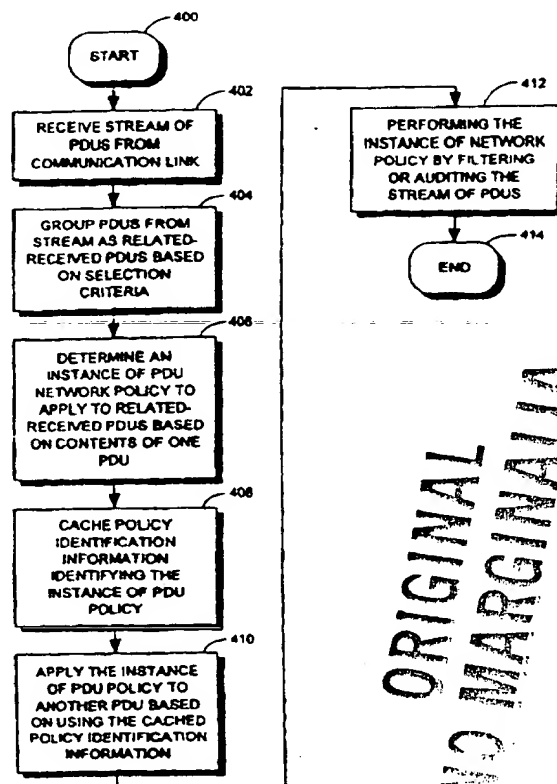 400
START
402
RECEIVE STREAM OF
PDUS FROM
COMMUNICATION LINK
404
GROUP PDUS FROM
STREAM AS RELATED-
RECEIVED PDUS BASED
ON SELECTION
CRITERIA
406
DETERMINE AN
INSTANCE OF PDU
NETWORK POLICY TO
APPLY TO RELATED-
RECEIVED PDUS BASED
ON CONTENTS OF ONE
PDU
408
CACHE POLICY
IDENTIFICATION
INFORMATION
IDENTIFYING THE
INSTANCE OF PDU
POLICY
410
APPLY THE INSTANCE
OF PDU POLICY TO
ANOTHER PDU BASED
ON USING THE CACHED
POLICY IDENTIFICATION
INFORMATION
412
PERFORMING THE
INSTANCE OF NETWORK
POLICY BY FILTERING
OR AUDITING THE
STREAM OF PDUS
414
END
ORIGINAL
MARGINALIA